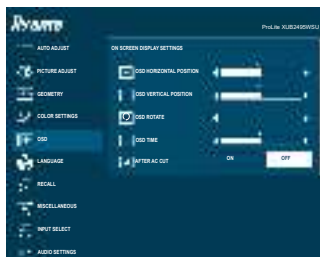 ProLite XUB2495WSU
AUTO ADJUST
ON SCREEN DISPLAY SETTINGS
PICTURE ADJUST
OSD HORIZONTAL POSITION
GEOMETRY
OSD VERTICAL POSITION
COLOR SETTINGS
OSD ROTATE
OSD
OSD TIME
LANGUAGE
AFTER AC CUT
ON
OFF
RECALL
MISCELLANEOUS
INPUT SELECT
AUDIO SETTINGS